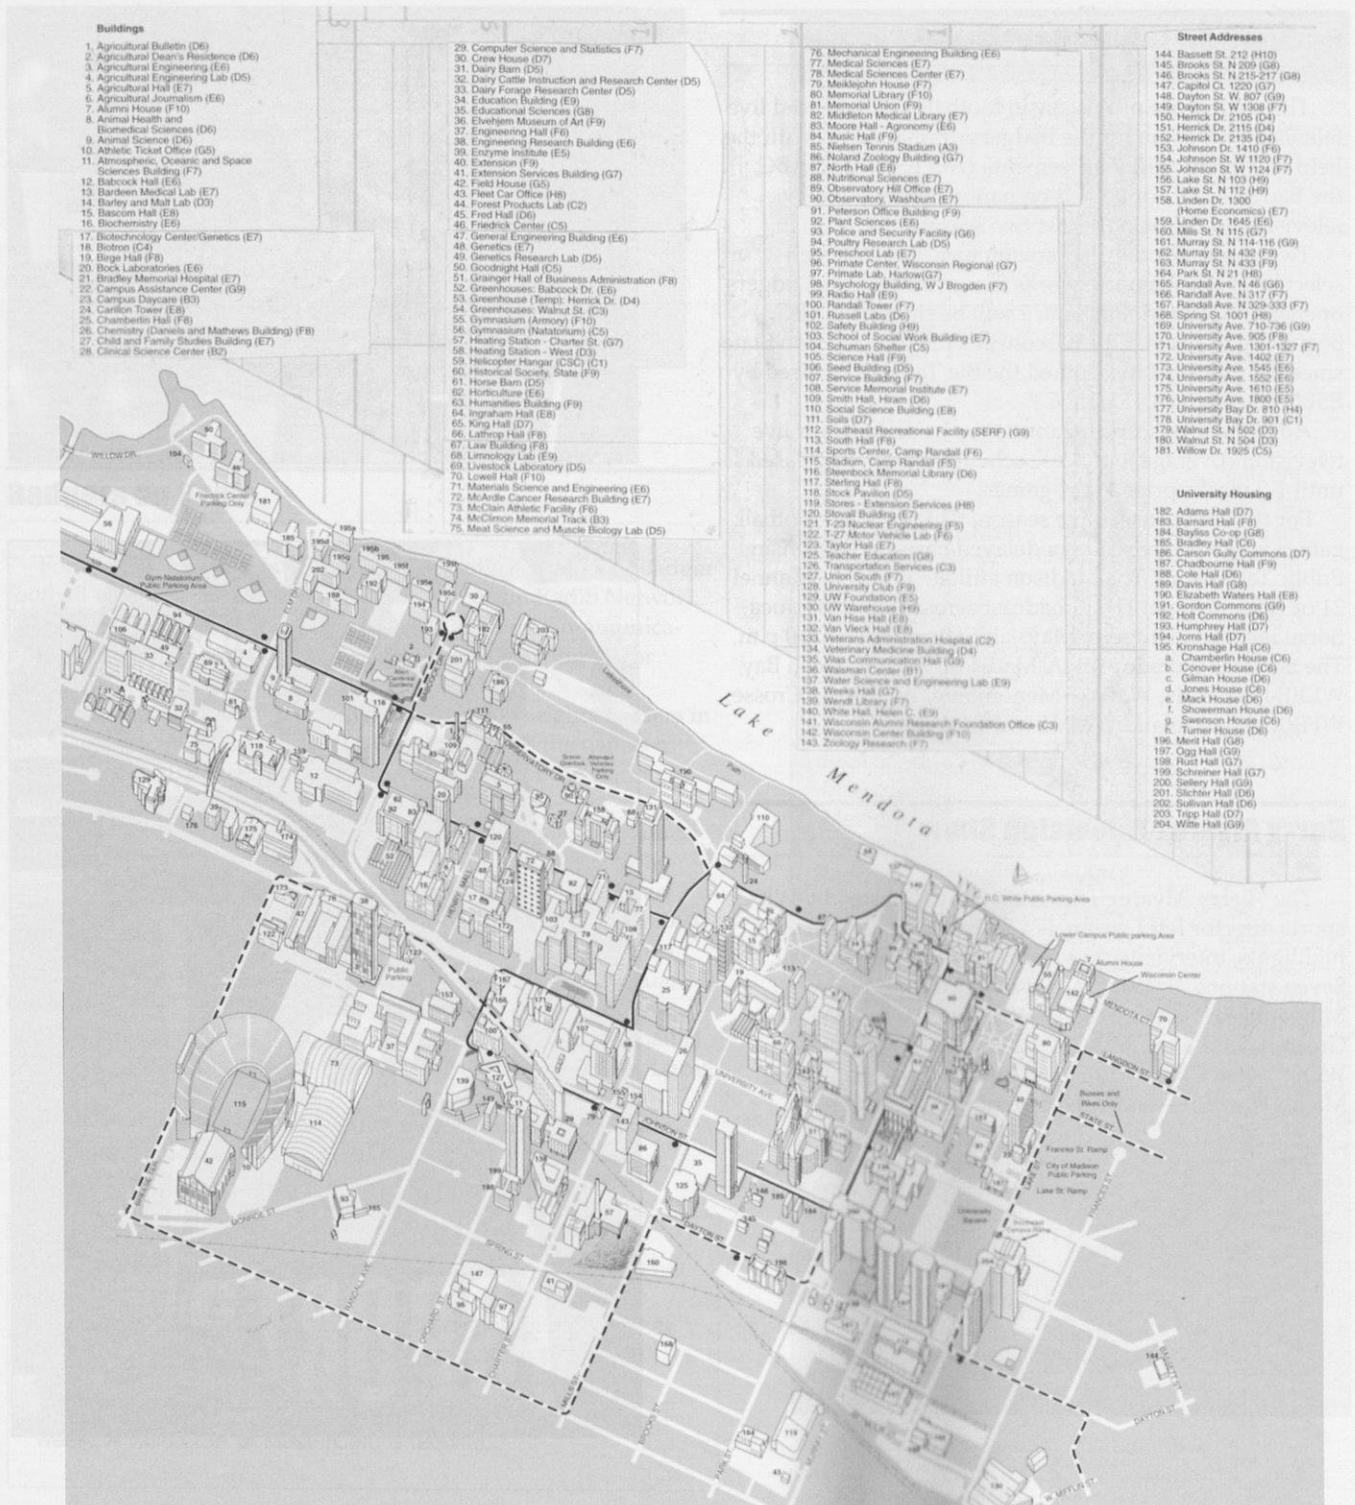 Buildings
1. Agricultural Bulletin (D6)
2. Agricultural Dean's Residence (D6)
3. Agricultural Engineering (E6)
4. Agricultural Engineering Lab (D5)
5. Agricultural Hall (E7)
6. Agricultural Journalism (E6)
7. Alumni House (F10)
8. Animal Health and
Biomedical Sciences (D6)
9. Animal Science (D6)
10. Athletic Ticket Office (G5)
11. Atmospheric, Oceanic and Space
Sciences Building (F7)
12. Babcock Hall (E6)
13. Bardeen Medical Lab (E7)
14. Barley and Malt Lab (D3)
15. Bascom Hall (E8)
16. Biochemistry (E6)
17. Biotechnology Center/Genetics (E7)
18. Biotron (C4)
19. Birge Hall (F8)
20. Bock Laboratories (E6)
21. Bradley Memorial Hospital (E7)
22. Campus Assistance Center (G9)
23. Campus Daycare (B3)
24. Carillon Tower (E8)
25. Chamberlin Hall (F8)
26. Chemistry (Daniels and Mathews Building) (F8)
27. Child and Family Studies Building (E7)
28. Clinical Science Center (B2)
29. Computer Science and Statistics (F7)
30. Crew House (D7)
31. Dairy Barn (D5)
32. Dairy Cattle Instruction and Research Center (D5)
33. Dairy Forage Research Center (D5)
34. Education Building (E9)
35. Educational Sciences (G8)
36. Elvehjem Museum of Art (F9)
37. Engineering Hall (F6)
38. Engineering Research Building (E6)
39. Enzyme Institute (E5)
40. Extension (F9)
41. Extension Services Building (G7)
42. Field House (G5)
43. Fleet Car Office (H8)
44. Forest Products Lab (C2)
45. Fred Hall (D6)
46. Friedrick Center (C5)
47. General Engineering Building (E6)
48. Genetics (E7)
49. Genetics Research Lab (D5)
50. Goodnight Hall (C5)
51. Grainger Hall of Business Administration (F8)
52. Greenhouses: Babcock Dr. (E6)
53. Greenhouse (Temp): Herrick Dr. (D4)
54. Greenhouses: Walnut St. (C3)
55. Gymnasium (Armory) (F10)
56. Gymnasium (Natatorium) (C5)
57. Heating Station - Charter St. (G7)
58. Heating Station - West (D3)
59. Helicopter Hangar (CSC) (C1)
60. Historical Society, State (F9)
61. Horse Barn (D5)
62. Horticulture (E6)
63. Humanities Building (F9)
64. Ingraham Hall (E8)
65. King Hall (D7)
66. Lathrop Hall (F8)
67. Law Building (F8)
68. Limnology Lab (E9)
69. Livestock Laboratory (D5)
70. Lowell Hall (F10)
71. Materials Science and Engineering (E6)
72. McArdle Cancer Research Building (E7)
73. McClain Athletic Facility (F6)
74. McClimon Memorial Track (B3)
75. Meat Science and Muscle Biology Lab (D5)
76. Mechanical Engineering Building (E6)
77. Medical Sciences (E7)
78. Medical Sciences Center (E7)
79. Meiklejohn House (F7)
80. Memorial Library (F10)
81. Memorial Union (F9)
82. Middleton Medical Library (E7)
83. Moore Hall - Agronomy (E6)
84. Music Hall (F9)
85. Nielsen Tennis Stadium (A3)
86. Noland Zoology Building (G7)
87. North Hall (E8)
88. Nutritional Sciences (E7)
89. Observatory Hill Office (E7)
90. Observatory, Washburn (E7)
91. Peterson Office Building (F9)
92. Plant Sciences (E6)
93. Police and Security Facility (G6)
94. Poultry Research Lab (D5)
95. Preschool Lab (E7)
96. Primate Center, Wisconsin Regional (G7)
97. Primate Lab, Harlow(G7)
98. Psychology Building, W J Brogden (F7)
99. Radio Hall (E9)
100. Randall Tower (F7)
101. Russell Labs (D6)
102. Safety Building (H9)
103. School of Social Work Building (E7)
104. Schuman Shelter (C5)
105. Science Hall (F9)
106. Seed Building (D5)
107. Service Building (F7)
108. Service Memorial Institute (E7)
109. Smith Hall, Hiram (D6)
110. Social Science Building (E8)
111. Soils (D7)
112. Southeast Recreational Facility (SERF) (G9)
113. South Hall (F8)
114. Sports Center, Camp Randall (F6)
115. Stadium, Camp Randall (F5)
116. Steenbock Memorial Library (D6)
117. Sterling Hall (F8)
118. Stock Pavilion (D5)
119. Stores - Extension Services (H8)
120. Stovall Building (E7)
121. T-23 Nuclear Engineering (F5)
122. T-27 Motor Vehicle Lab (F6)
123. Taylor Hall (E7)
125. Teacher Education (G8)
126. Transportation Services (C3)
127. Union South (F7)
128. University Club (F9)
129. UW Foundation (E5)
130. UW Warehouse (H9)
131. Van Hise Hall (E8)
132. Van Vleck Hall (E8)
133. Veterans Administration Hospital (C2)
134. Veterinary Medicine Building (D4)
135. Vilas Communication Hall (G9)
136. Waisman Center (B1)
137. Water Science and Engineering Lab (E9)
138. Weeks Hall (G7)
139. Wendt Library (F7)
140. White Hall, Helen C. (E9)
141. Wisconsin Alumni Research Foundation Office (C3)
142. Wisconsin Center Building (F10)
143. Zoology Research (F7)
Street Addresses
144. Bassett St. 212 (H10)
145. Brooks St. N 209 (G8)
146. Brooks St. N 215-217 (G8)
147. Capitol Ct. 1220 (G7)
148. Dayton St. W. 807 (G9)
149. Dayton St. W 1308 (F7)
150. Herrick Dr. 2105 (D4)
151. Herrick Dr. 2115 (D4)
152. Herrick Dr. 2135 (D4)
153. Johnson Dr. 1410 (F6)
154. Johnson St. W 1120 (F7)
155. Johnson St. W 1124 (F7)
156. Lake St. N 103 (H9)
157. Lake St. N 112 (H9)
158. Linden Dr. 1300
(Home Economics) (E7)
159. Linden Dr. 1645 (E6)
160. Mills St. N 115 (G7)
161. Murray St. N 114-116 (G9)
162. Murray St. N 432 (F9)
163. Murray St. N 433 (F9)
164. Park St. N 21 (H8)
165. Randall Ave. N 46 (G6)
166. Randall Ave. N 317 (F7)
167. Randall Ave. N 329-333 (F7)
168. Spring St. 1001 (H8)
169. University Ave. 710-736 (G9)
170. University Ave. 905 (F8)
171. University Ave. 1301-1327 (F7)
172. University Ave. 1402 (E7)
173. University Ave. 1545 (E6)
174. University Ave. 1552 (E6)
175. University Ave. 1610 (E5)
176. University Ave. 1800 (E5)
177. University Bay Dr. 810 (H4)
178. University Bay Dr. 901 (C1)
179. Walnut St. N 502 (D3)
180. Walnut St. N 504 (D3)
181. Willow Dr. 1925 (C5)
University Housing
182. Adams Hall (D7)
183. Barnard Hall (F8)
184. Bayliss Co-op (G8)
185. Bradley Hall (C6)
186. Carson Gully Commons (D7)
187. Chadbourne Hall (F9)
188. Cole Hall (D6)
189. Davis Hall (G8)
190. Elizabeth Waters Hall (E8)
191. Gordon Commons (G9)
192. Holt Commons (D6)
193. Humphrey Hall (D7)
194. Jorns Hall (D7)
195. Kronshage Hall (C6)
a. Chamberlin House (C6)
b. Conover House (C6)
c. Gilman House (D6)
d. Jones House (C6)
e. Mack House (D6)
f. Showerman House (D6)
g. Swenson House (C6)
h. Turner House (D6)
196. Merit Hall (G8)
197. Ogg Hall (G9)
198. Rust Hall (G7)
199. Schreiner Hall (G7)
200. Sellery Hall (G9)
201. Slichter Hall (D6)
202. Sullivan Hall (D6)
203. Tripp Hall (D7)
204. Witte Hall (G9)
WILLOW DR.
Friedrick Center
Parking Only
Gym-Natatorium
Public Parking Area
ELM DR.
Lakeshore
Path
Lake
Mendota
OBSERVATORY DR.
HENRY MALL
Public
Parking
H.C. White Public Parking Area
Lower Campus Public parking Area
Alumni House
Wisconsin Center
MENDOTA CT.
LANGDON ST.
Busses and
Bikes Only
STATE ST.
Frances St. Ramp
City of Madison
Public Parking
Lake St. Ramp
University
Square
LAKE ST.
FRANCES ST.
UNIVERSITY AVE.
JOHNSON ST.
DAYTON ST.
MONROE ST.
SPRING ST.
RANDALL AVE.
ORCHARD ST.
CHARTER ST.
MILLS ST.
BROOKS ST.
PARK ST.
MURRAY ST.
BASSETT ST.
DAYTON ST.
W. MIFFLIN ST.